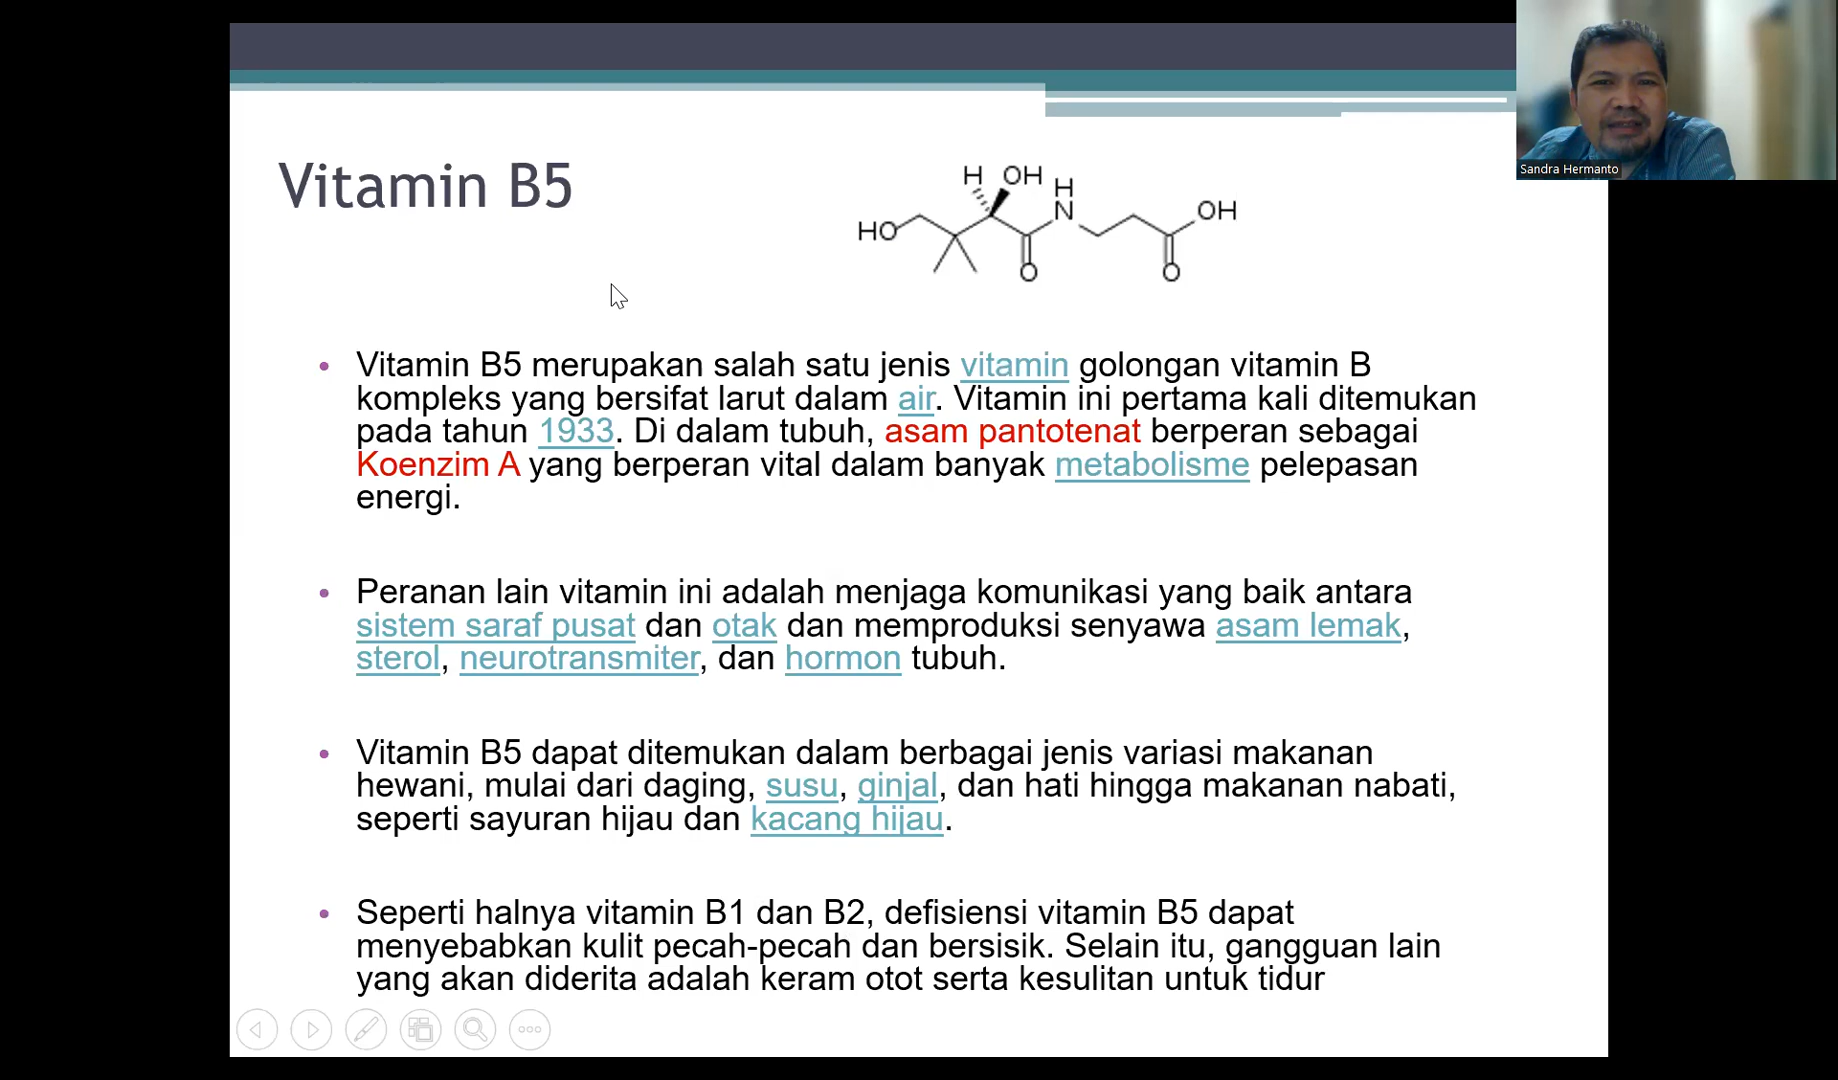 Vitamin B5
H OH H
HO N OH
O O
Sandra Hermanto
• Vitamin B5 merupakan salah satu jenis vitamin golongan vitamin B
kompleks yang bersifat larut dalam air. Vitamin ini pertama kali ditemukan
pada tahun 1933. Di dalam tubuh, asam pantotenat berperan sebagai
Koenzim A yang berperan vital dalam banyak metabolisme pelepasan
energi.
• Peranan lain vitamin ini adalah menjaga komunikasi yang baik antara
sistem saraf pusat dan otak dan memproduksi senyawa asam lemak,
sterol, neurotransmiter, dan hormon tubuh.
• Vitamin B5 dapat ditemukan dalam berbagai jenis variasi makanan
hewani, mulai dari daging, susu, ginjal, dan hati hingga makanan nabati,
seperti sayuran hijau dan kacang hijau.
• Seperti halnya vitamin B1 dan B2, defisiensi vitamin B5 dapat
menyebabkan kulit pecah-pecah dan bersisik. Selain itu, gangguan lain
yang akan diderita adalah keram otot serta kesulitan untuk tidur